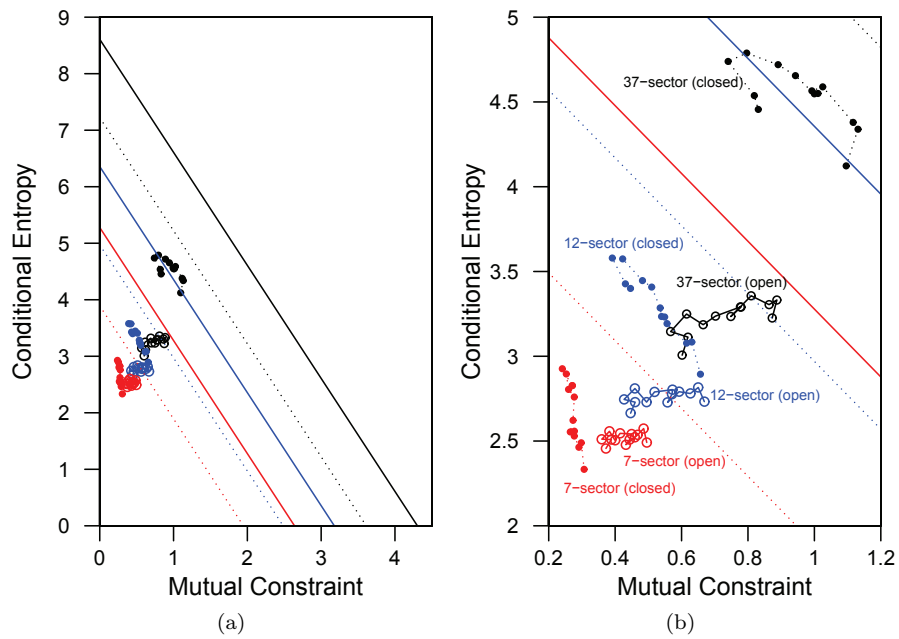 9
8
7
6
5
4
3
2
1
0
Conditional Entropy
0
1
2
3
4
Mutual Constraint
(a)
5
4.5
4
3.5
3
2.5
2
Conditional Entropy
37−sector
(closed)
12−sector (closed)
37−sector (open)
12−sector (open)
7−sector (open)
7−sector (closed)
0.2
0.4
0.6
0.8
1
1.2
Mutual Constraint
(b)